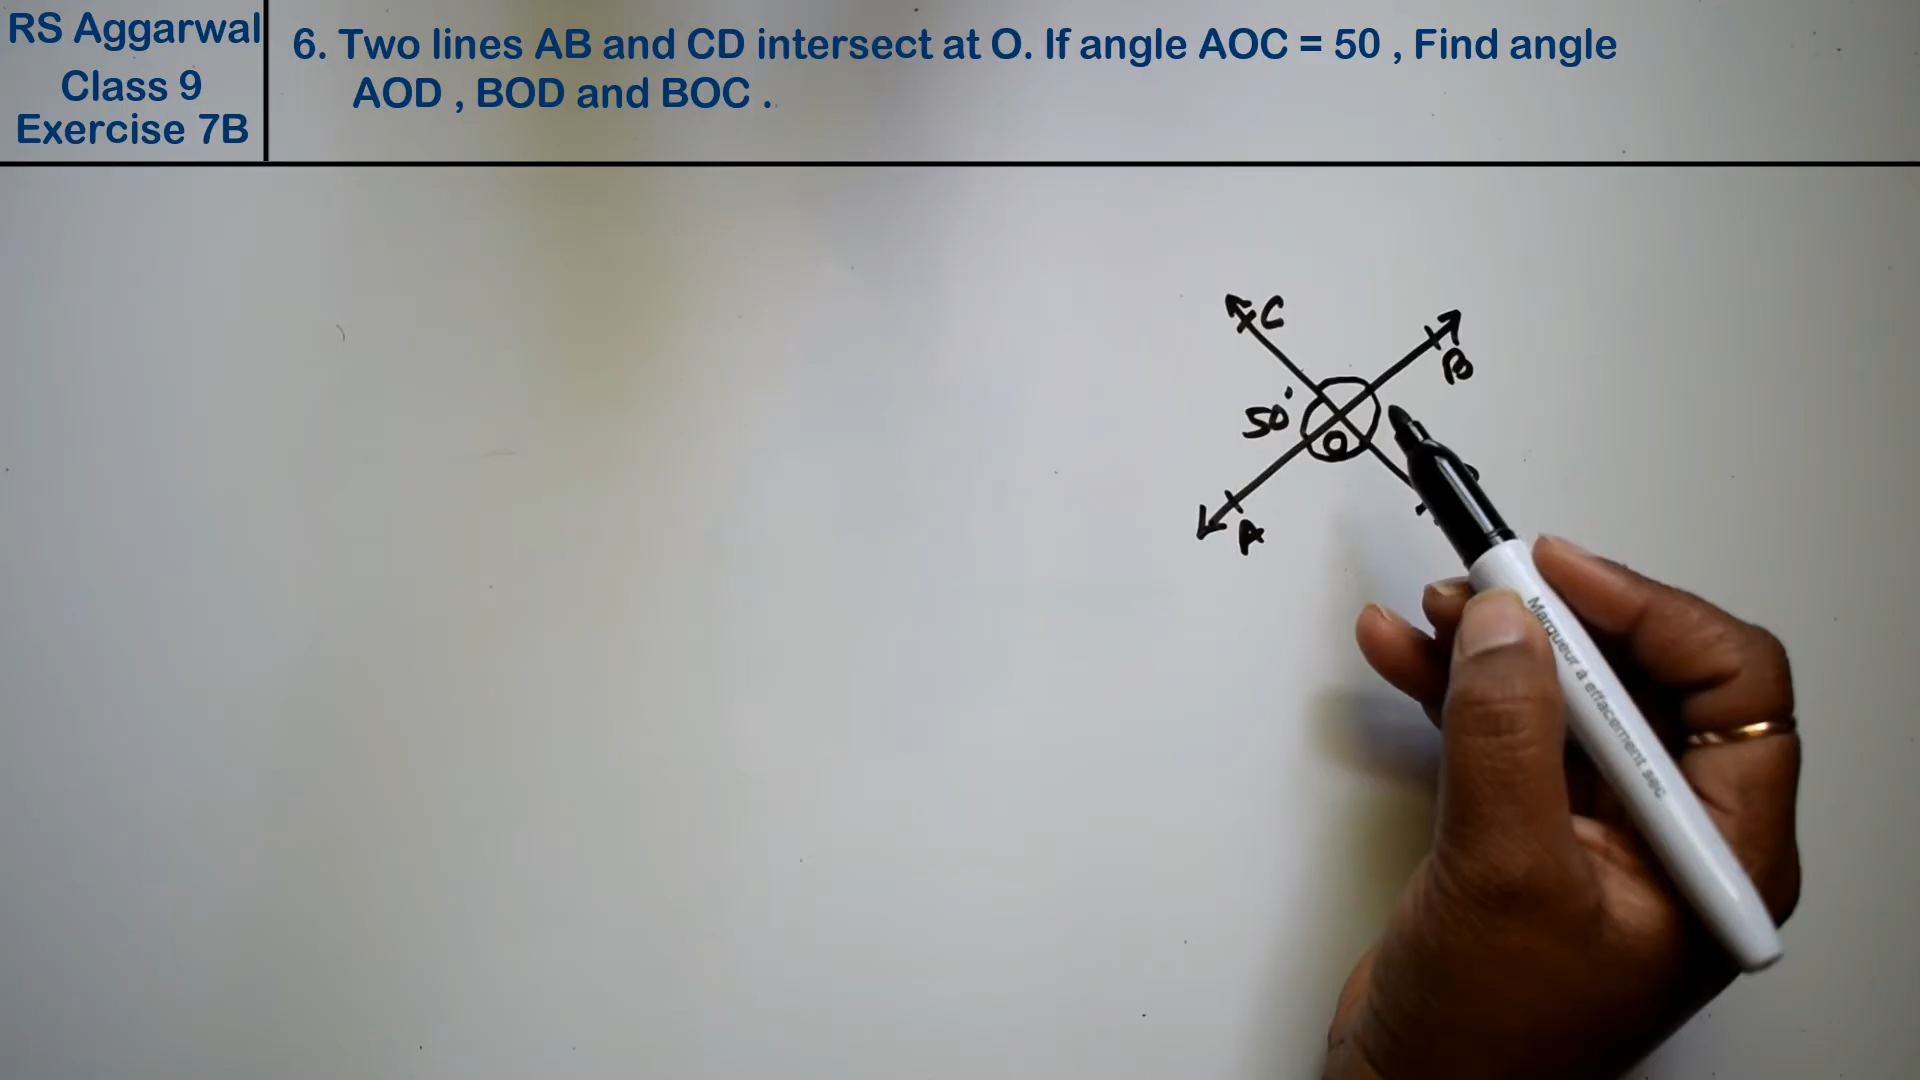 RS Aggarwal
Class 9
Exercise 7B
6. Two lines AB and CD intersect at O. If angle AOC = 50 , Find angle
AOD , BOD and BOC .
C
B
50°
O
A
Marqueur à effacement sec